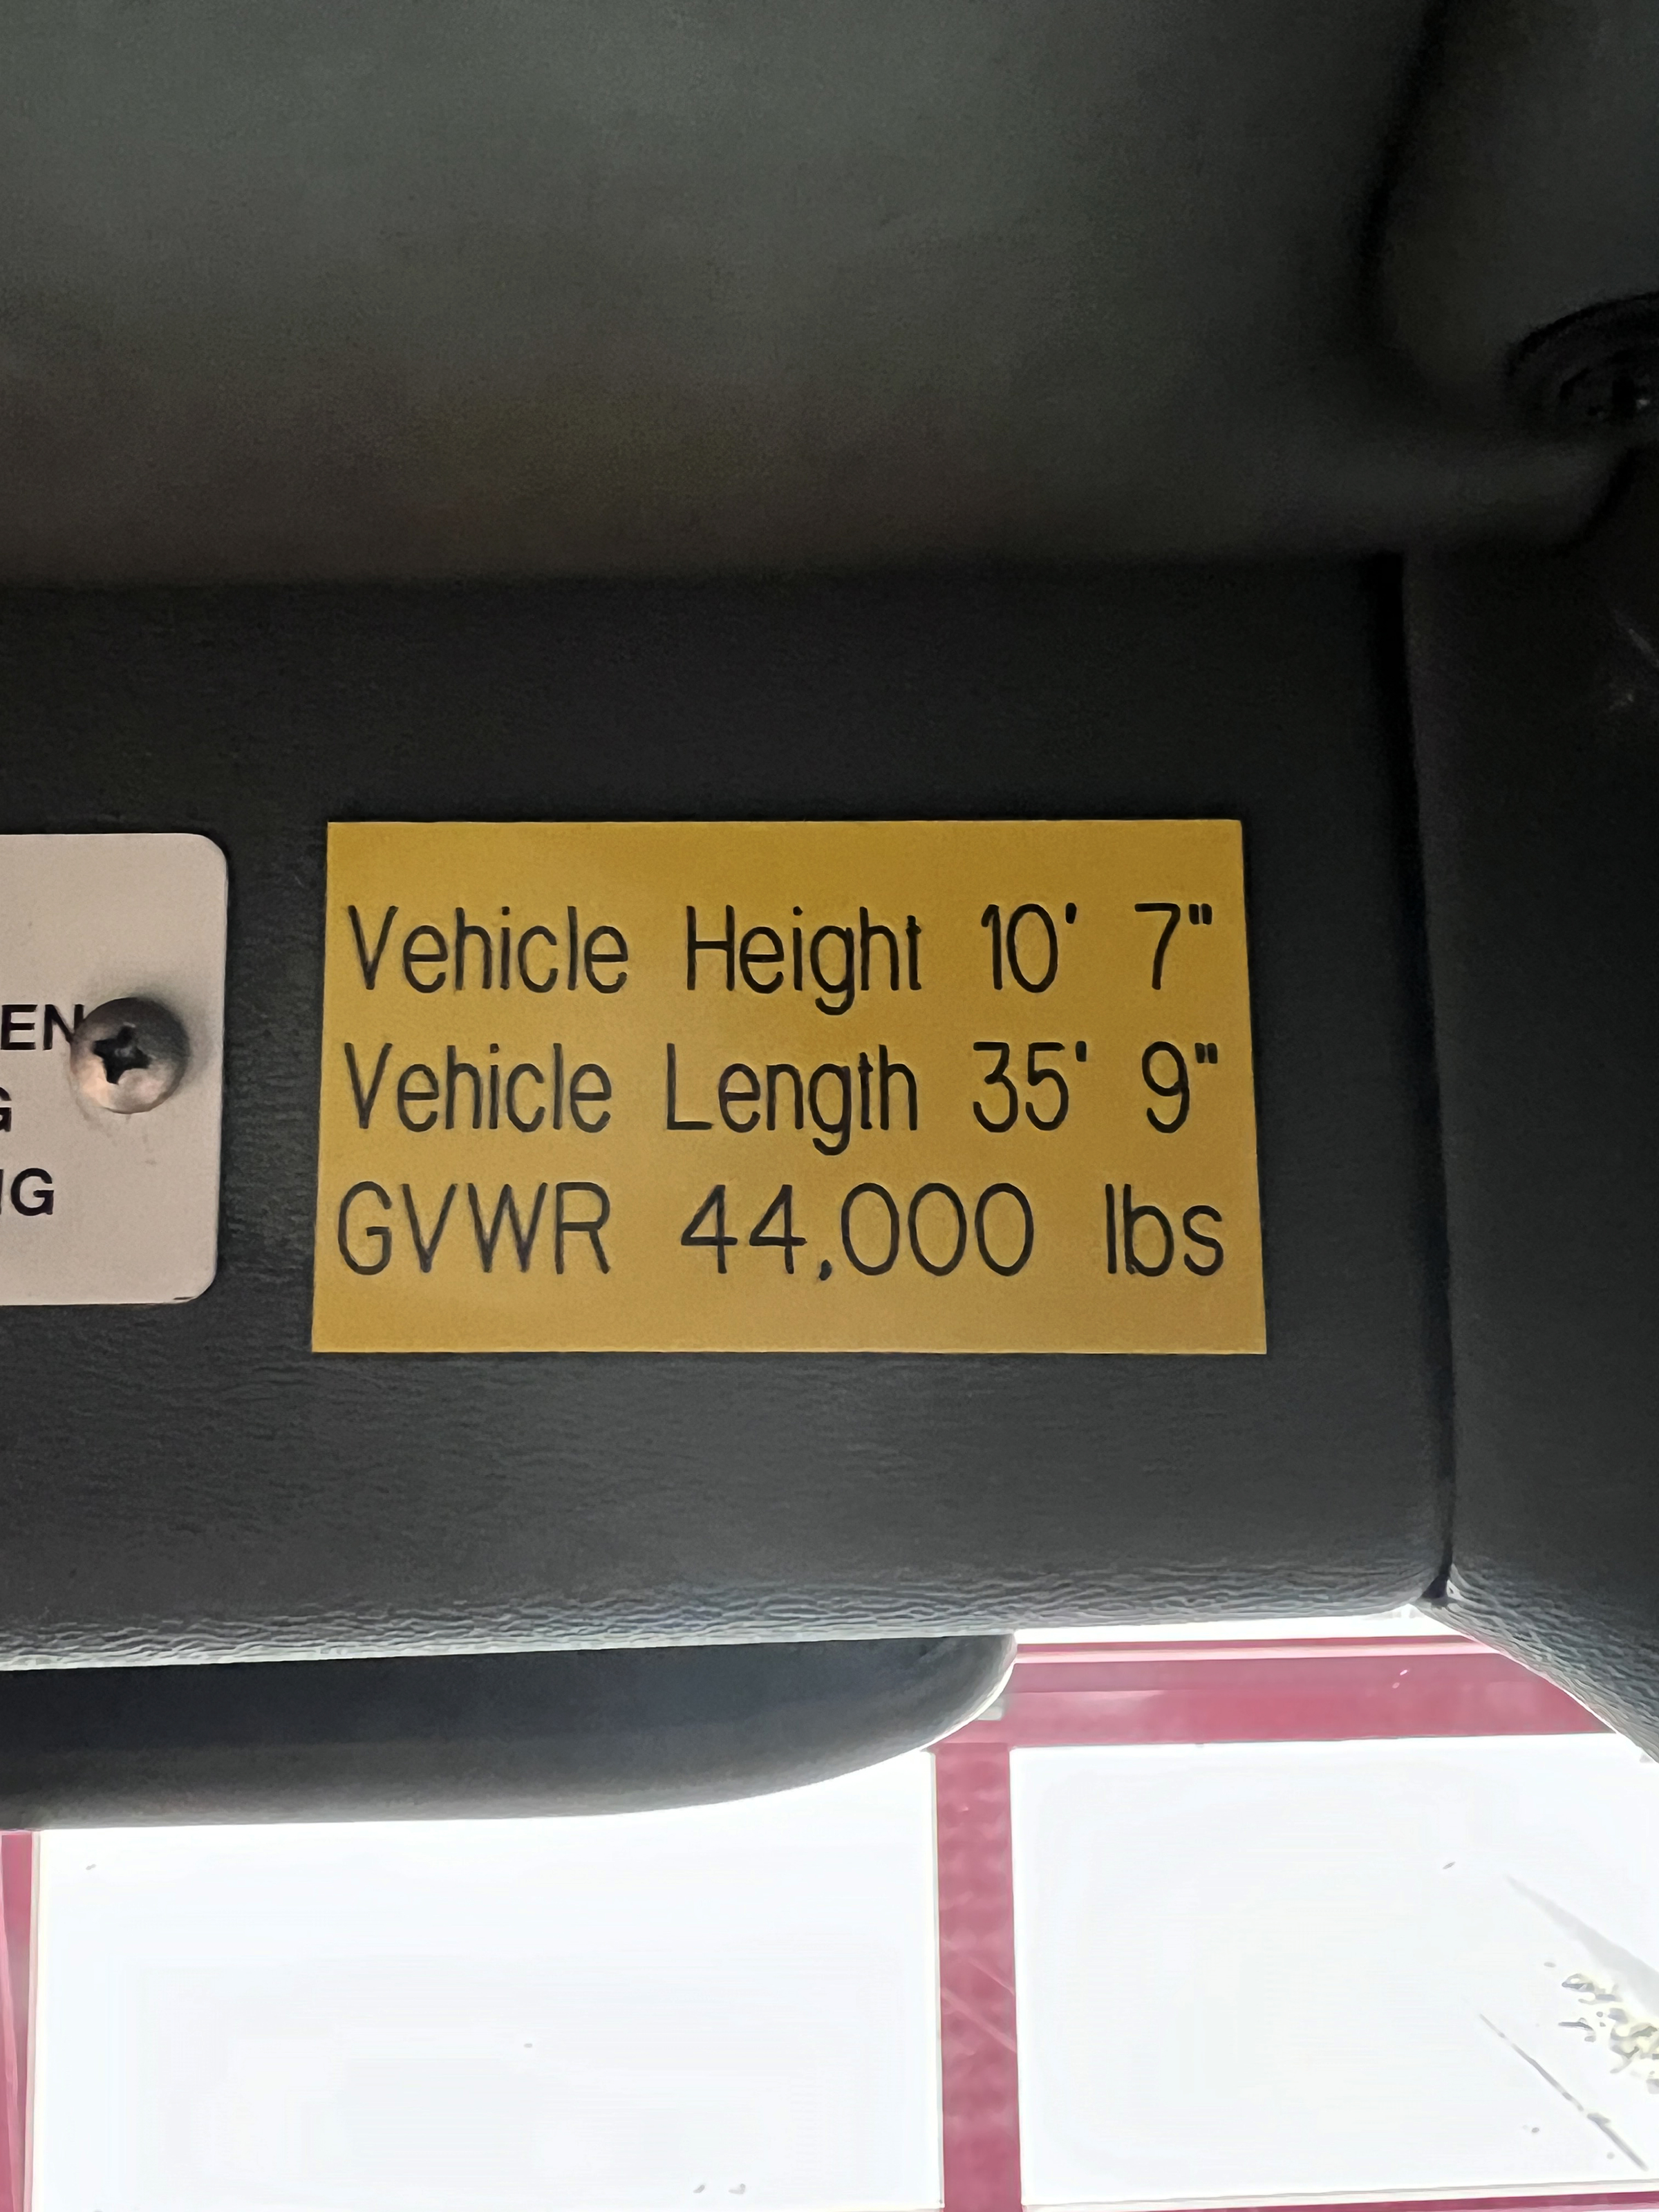 Vehicle Height 10' 7"
Vehicle Length 35' 9"
GVWR 44,000 lbs